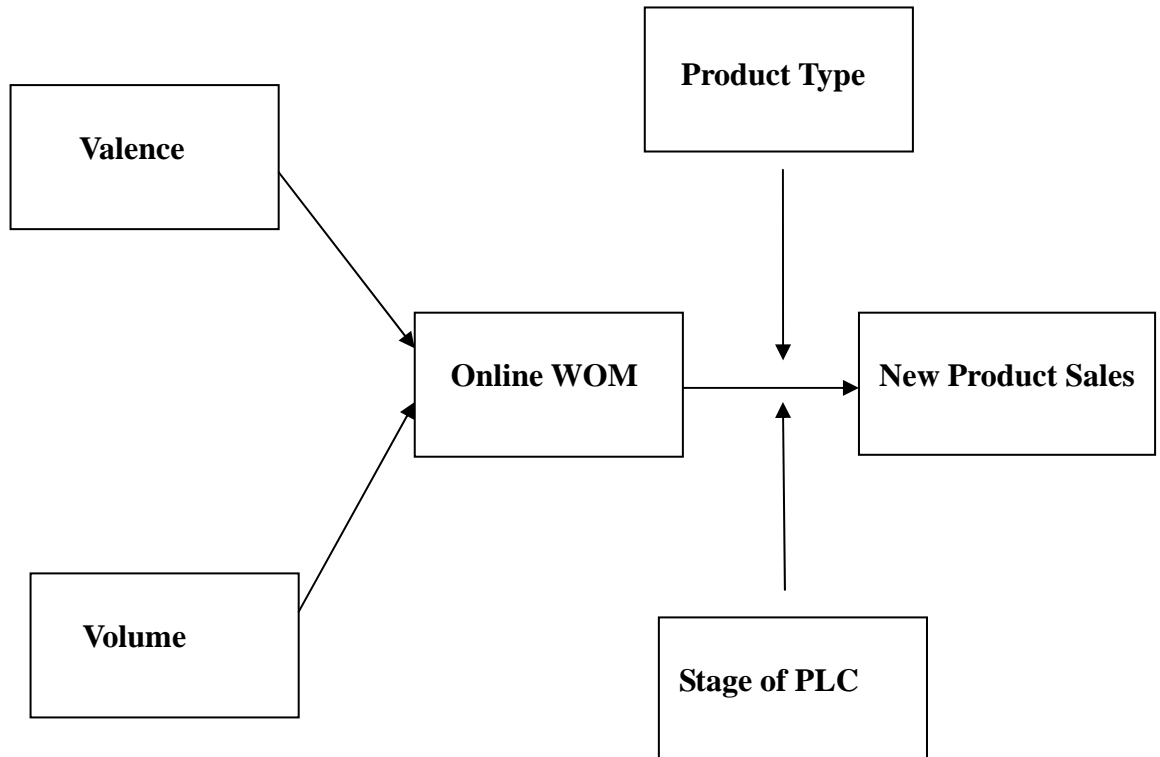 Product Type
Valence
Online WOM
New Product Sales
Volume
Stage of PLC